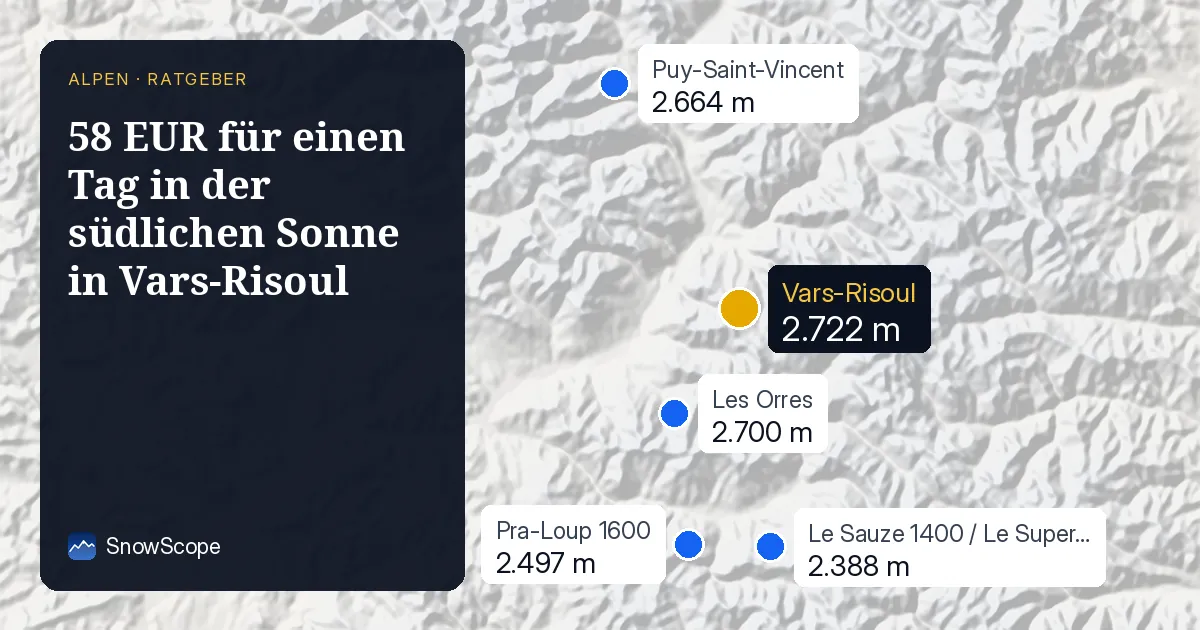 ALPEN · RATGEBER
58 EUR für einen
Tag in der
südlichen Sonne
in Vars-Risoul
SnowScope
Puy-Saint-Vincent
2.664 m
Vars-Risoul
2.722 m
Les Orres
2.700 m
Pra-Loup 1600
2.497 m
Le Sauze 1400 / Le Super...
2.388 m